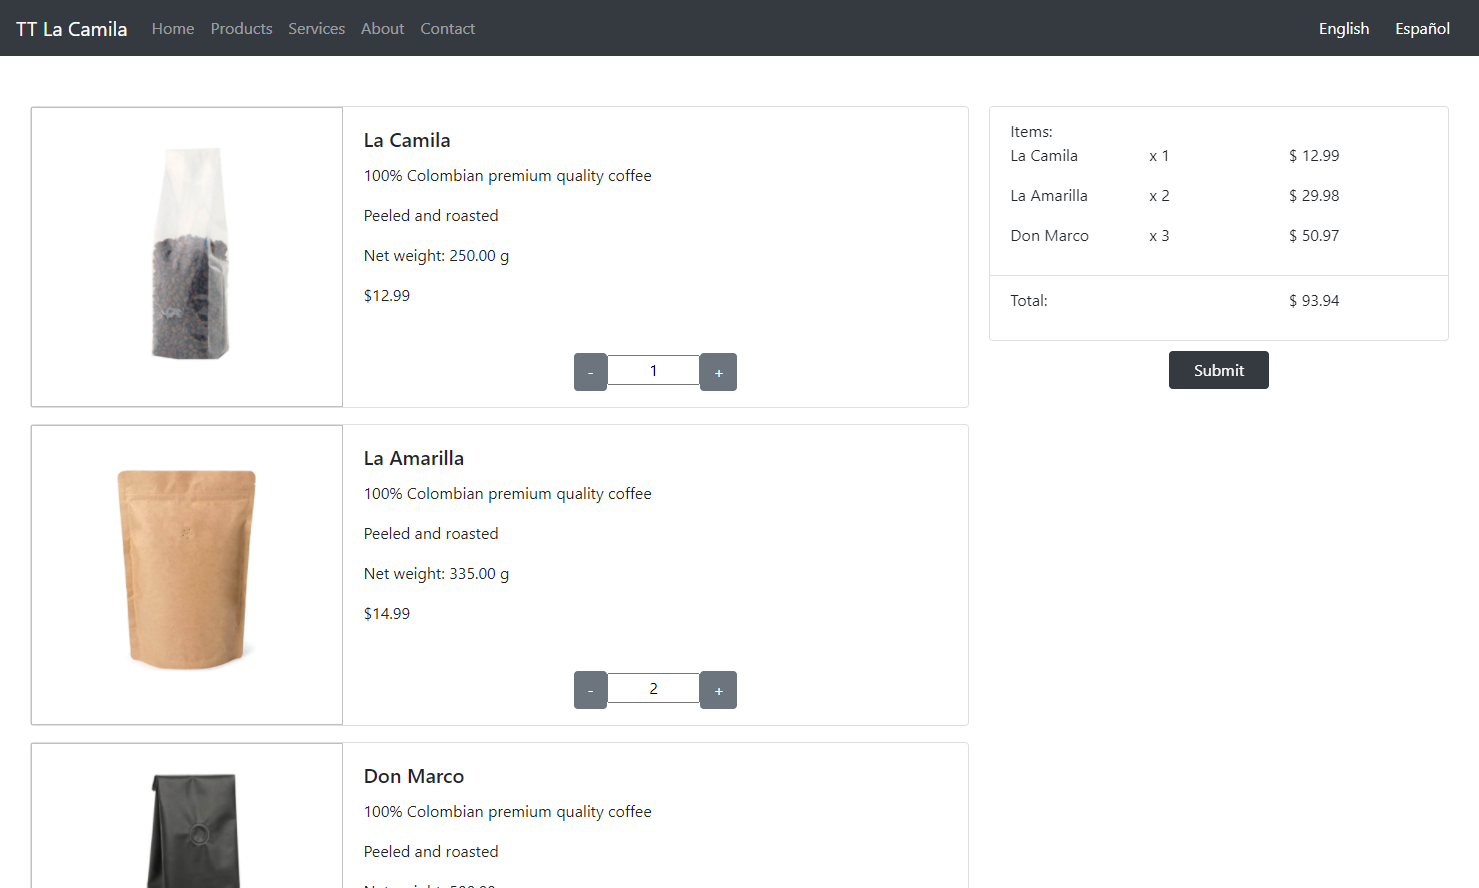 TT La Camila Home Products Services About Contact English Español
La Camila
100% Colombian premium quality coffee
Peeled and roasted
Net weight: 250.00 g
$12.99
- 1 +
La Amarilla
100% Colombian premium quality coffee
Peeled and roasted
Net weight: 335.00 g
$14.99
- 2 +
Don Marco
100% Colombian premium quality coffee
Peeled and roasted
Items:
La Camila x 1 $ 12.99
La Amarilla x 2 $ 29.98
Don Marco x 3 $ 50.97
Total: $ 93.94
Submit